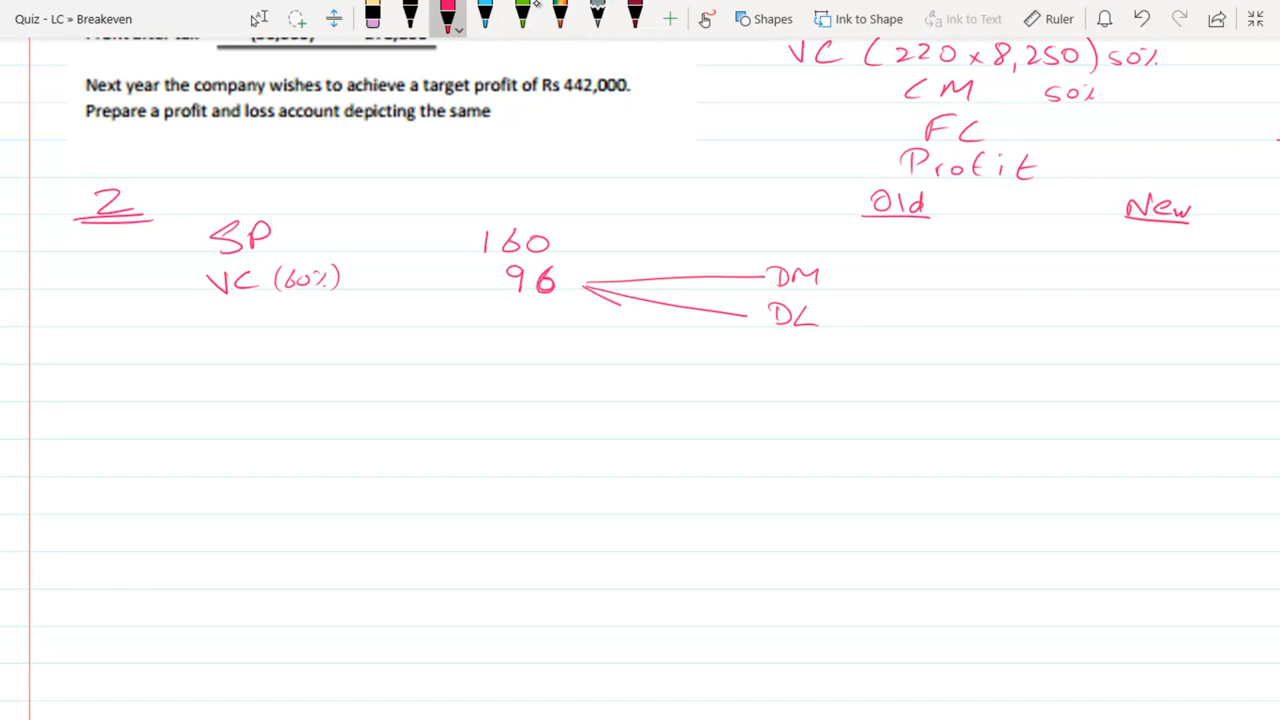 Quiz - LC » Breakeven
Shapes
Ink to Shape
Ink to Text
Ruler
Next year the company wishes to achieve a target profit of Rs 442,000.
Prepare a profit and loss account depicting the same
VC (220 x 8,250) 50%
CM 50%
FC
Profit
Old New
2
SP 160
VC (60%) 96 DM
DL